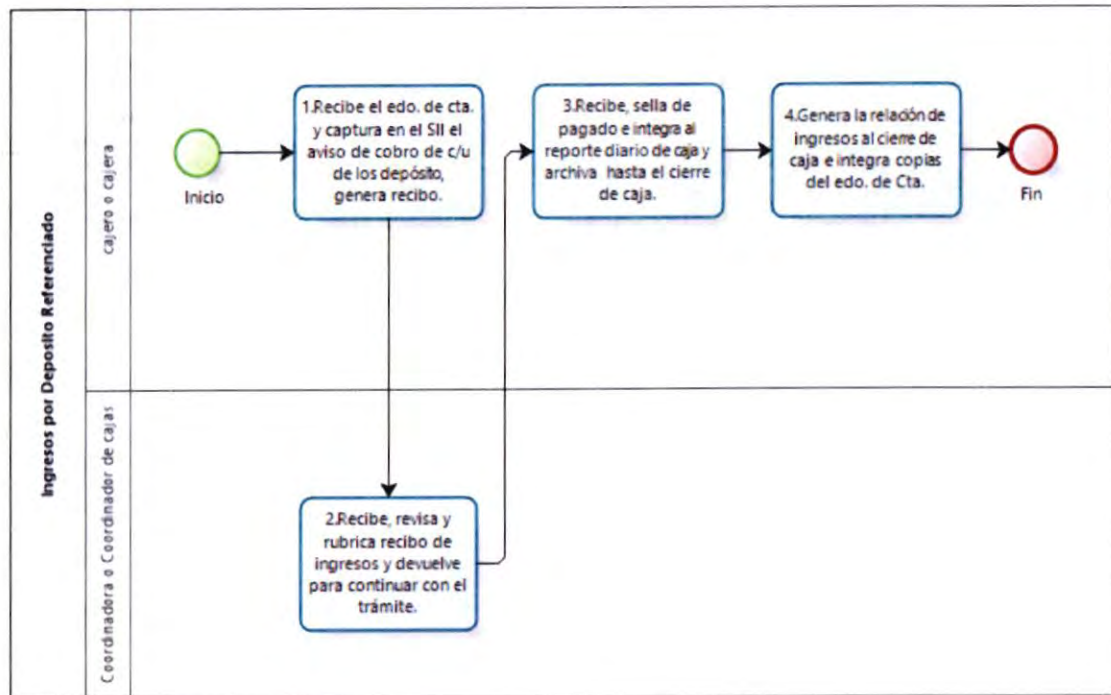 Ingresos por Deposito Referenciado
cajero o cajera
Inicio
1.Recibe el edo. de cta.
y captura en el SII el
aviso de cobro de c/u
de los depósito,
genera recibo.
3.Recibe, sella de
pagado e integra al
reporte diario de caja y
archiva hasta el cierre
de caja.
4.Genera la relación de
ingresos al cierre de
caja e integra copias
del edo. de Cta.
Fin
Coordinadora o Coordinador de cajas
2.Recibe, revisa y
rubrica recibo de
ingresos y devuelve
para continuar con el
trámite.